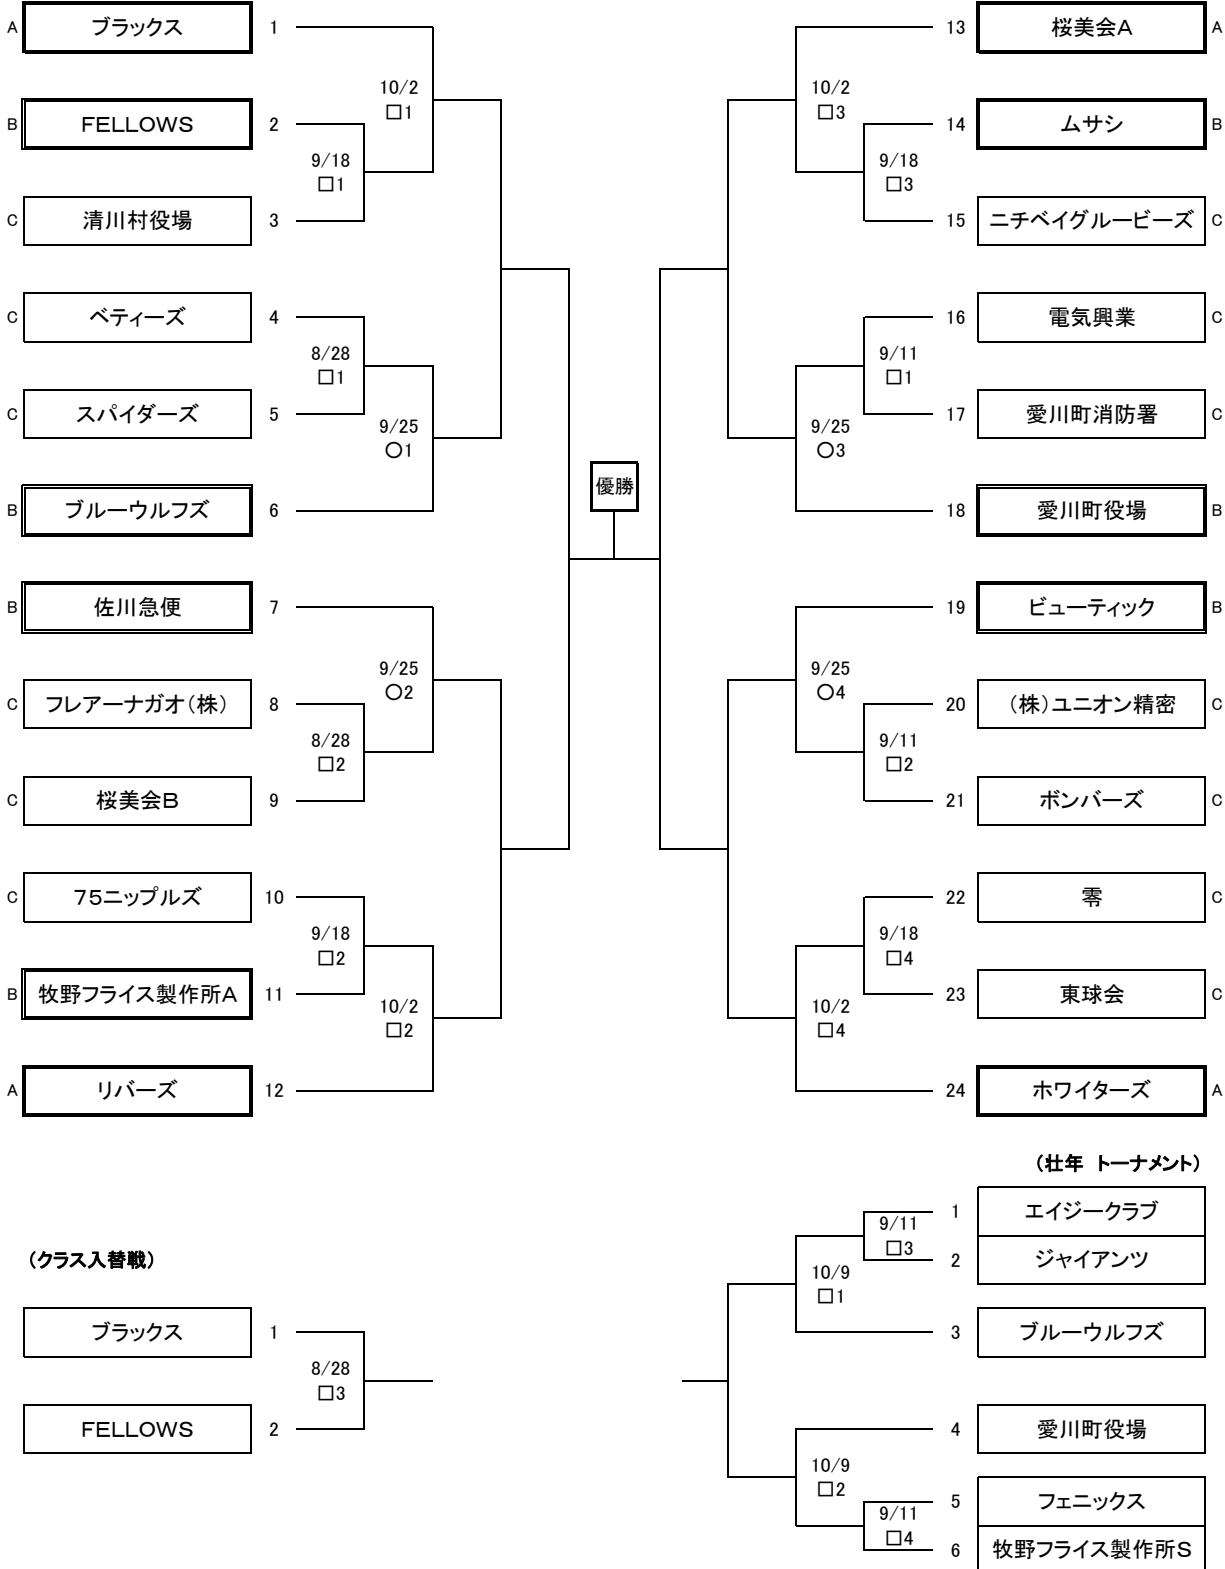 A ブラックス 1
10/2
□1
B FELLOWS 2
9/18
□1
C 清川村役場 3
C ベティーズ 4
8/28
□1
C スパイダーズ 5
9/25
○1
B ブルーウルフズ 6
B 佐川急便 7
9/25
○2
C フレアーナガオ(株) 8
8/28
□2
C 桜美会B 9
C 75ニップルズ 10
9/18
□2
B 牧野フライス製作所A 11
10/2
□2
A リバーズ 12
優勝
13 桜美会A A
10/2
□3
14 ムサシ B
9/18
□3
15 ニチベイグルービーズ C
16 電気興業 C
9/11
□1
17 愛川町消防署 C
9/25
○3
18 愛川町役場 B
19 ビューティック B
9/25
○4
20 (株)ユニオン精密 C
9/11
□2
21 ボンバーズ C
22 零 C
9/18
□4
23 東球会 C
10/2
□4
24 ホワイターズ A
(クラス入替戦)
ブラックス 1
8/28
□3
FELLOWS 2
(壮年 トーナメント)
1 エイジークラブ
9/11
□3
2 ジャイアンツ
10/9
□1
3 ブルーウルフズ
4 愛川町役場
10/9
□2
5 フェニックス
9/11
□4
6 牧野フライス製作所S